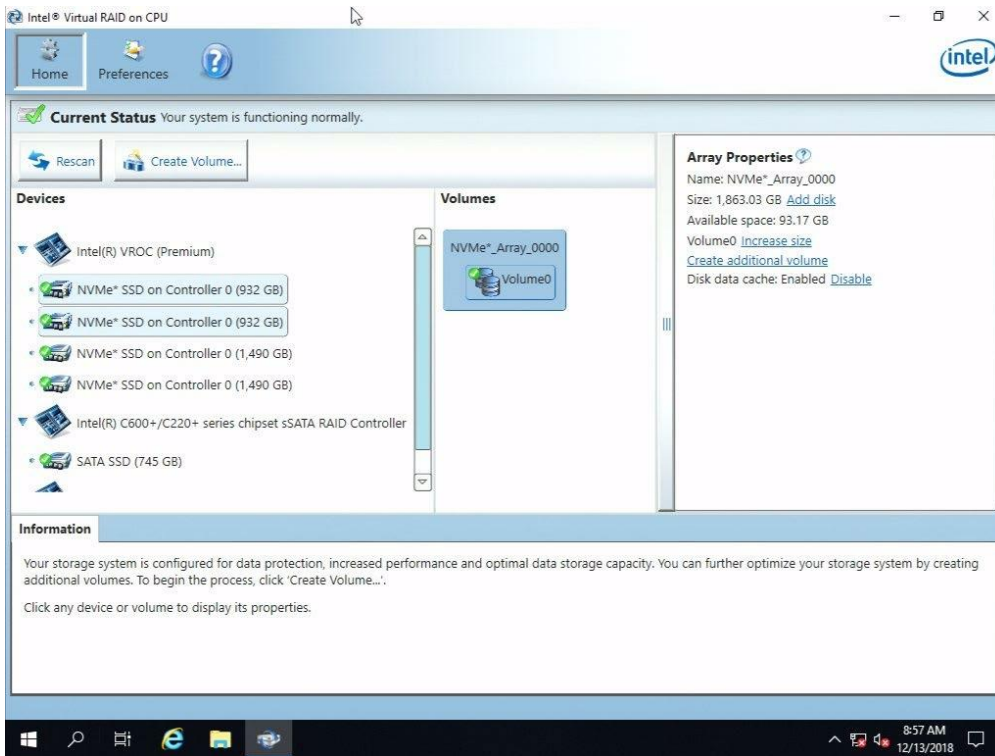 Intel® Virtual RAID on CPU
Home
Preferences
?
intel
Current Status Your system is functioning normally.
Rescan
Create Volume...
Devices
Intel(R) VROC (Premium)
NVMe* SSD on Controller 0 (932 GB)
NVMe* SSD on Controller 0 (932 GB)
NVMe* SSD on Controller 0 (1,490 GB)
NVMe* SSD on Controller 0 (1,490 GB)
Intel(R) C600+/C220+ series chipset sSATA RAID Controller
SATA SSD (745 GB)
Volumes
NVMe*_Array_0000
Volume0
Array Properties ?
Name: NVMe*_Array_0000
Size: 1,863.03 GB Add disk
Available space: 93.17 GB
Volume0 Increase size
Create additional volume
Disk data cache: Enabled Disable
Information
Your storage system is configured for data protection, increased performance and optimal data storage capacity. You can further optimize your storage system by creating
additional volumes. To begin the process, click 'Create Volume...'.
Click any device or volume to display its properties.
8:57 AM
12/13/2018